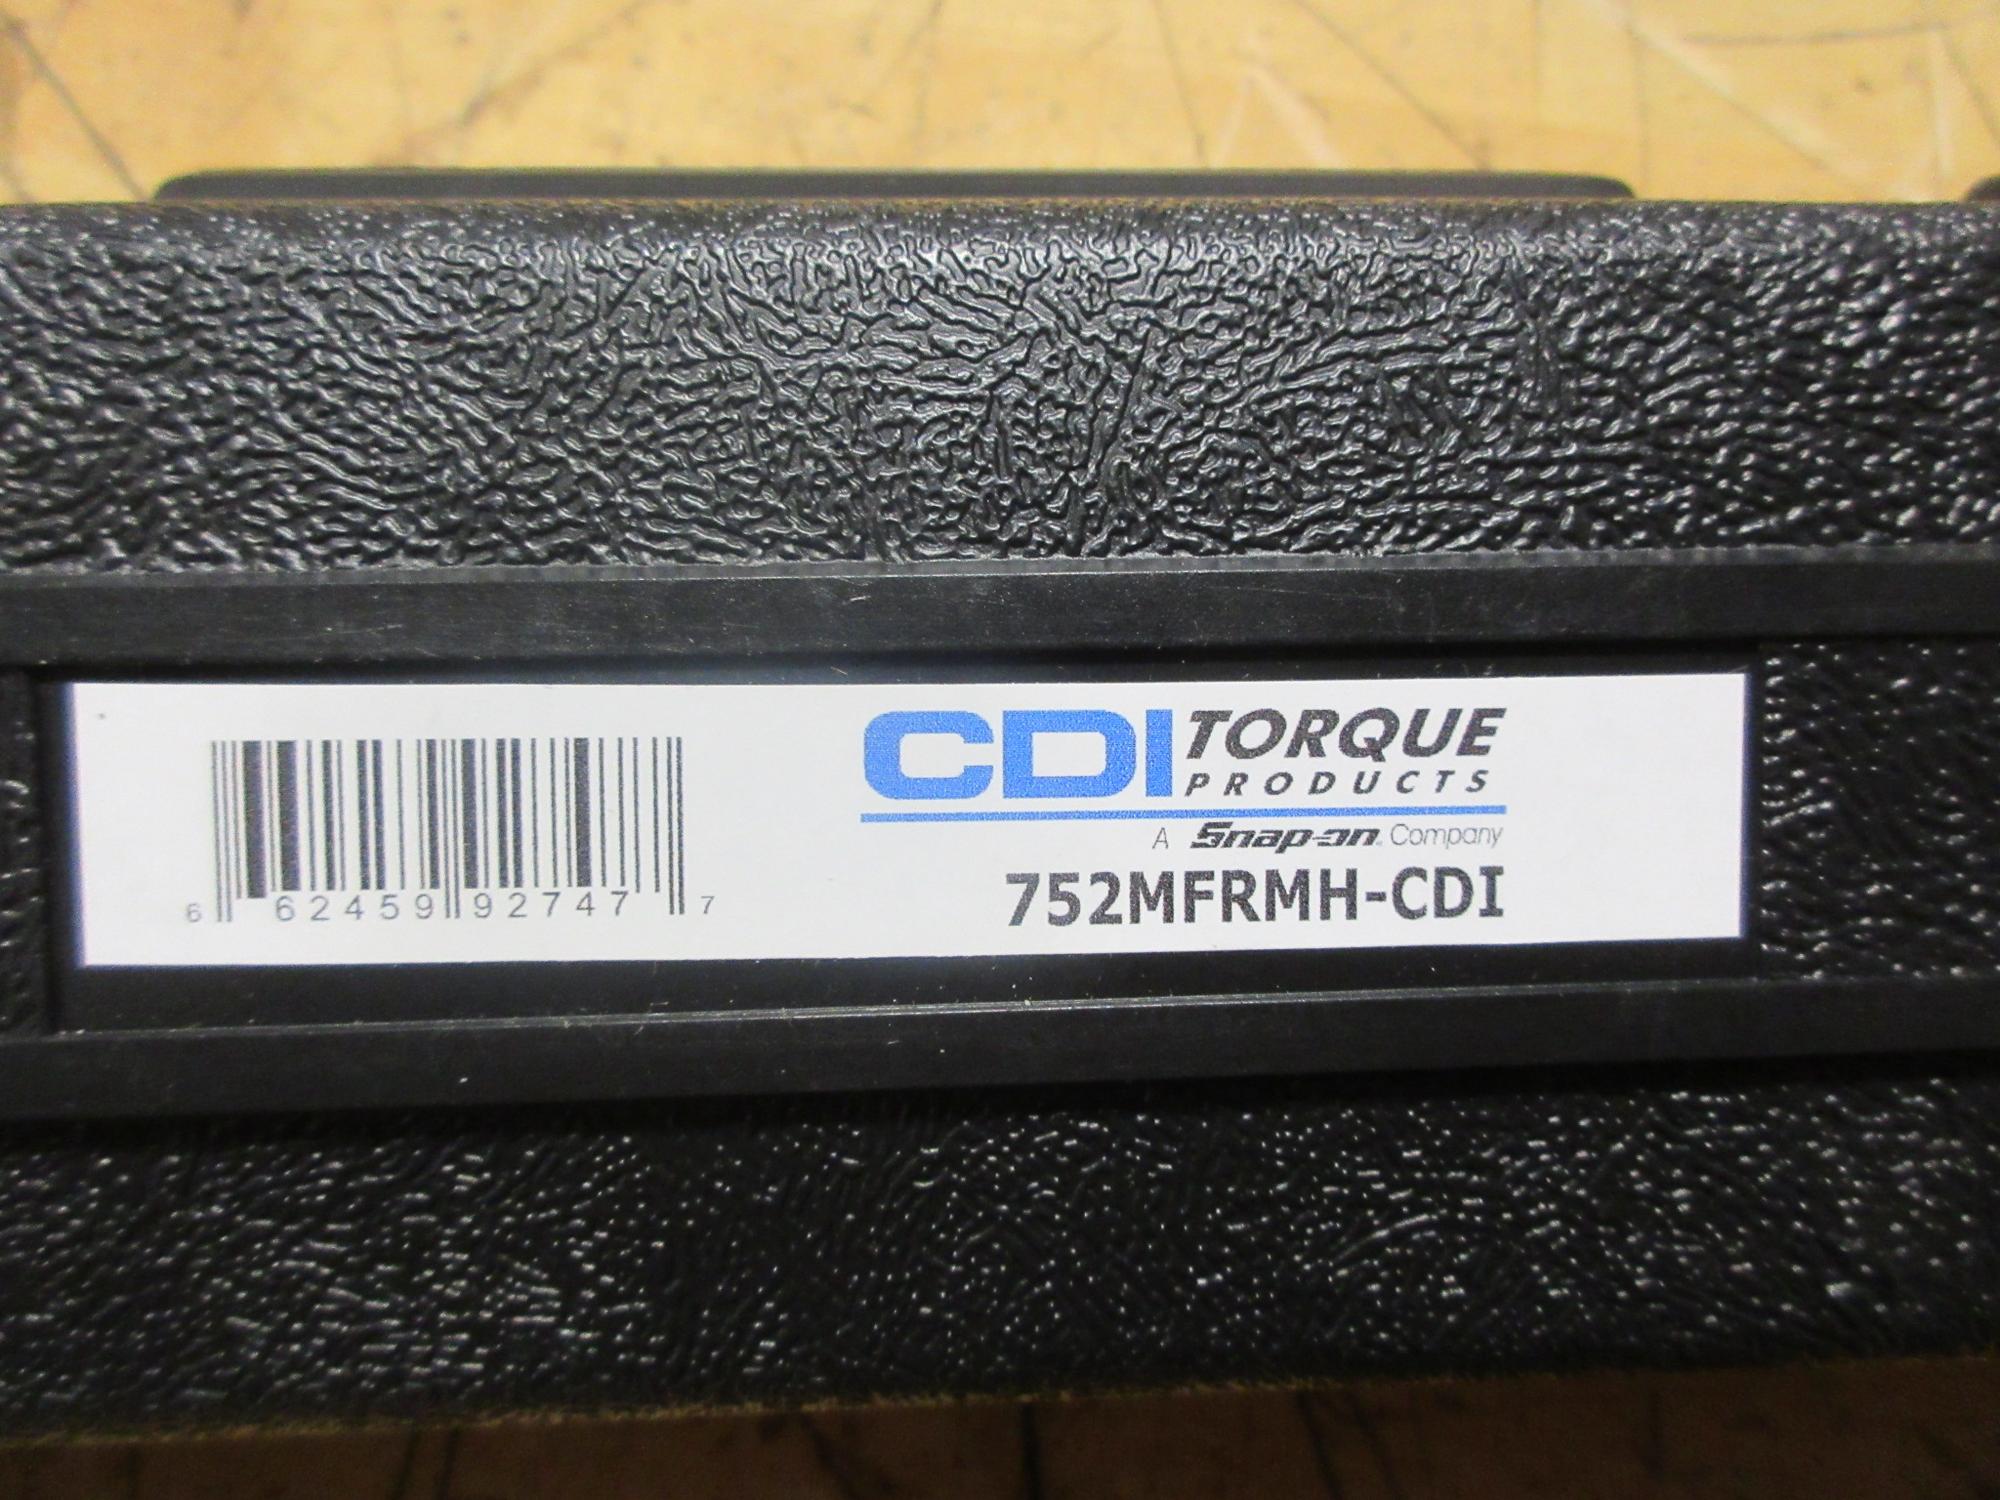 CDI TORQUE
PRODUCTS
A Snap-on Company
752MFRMH-CDI
6 62459 92747 7